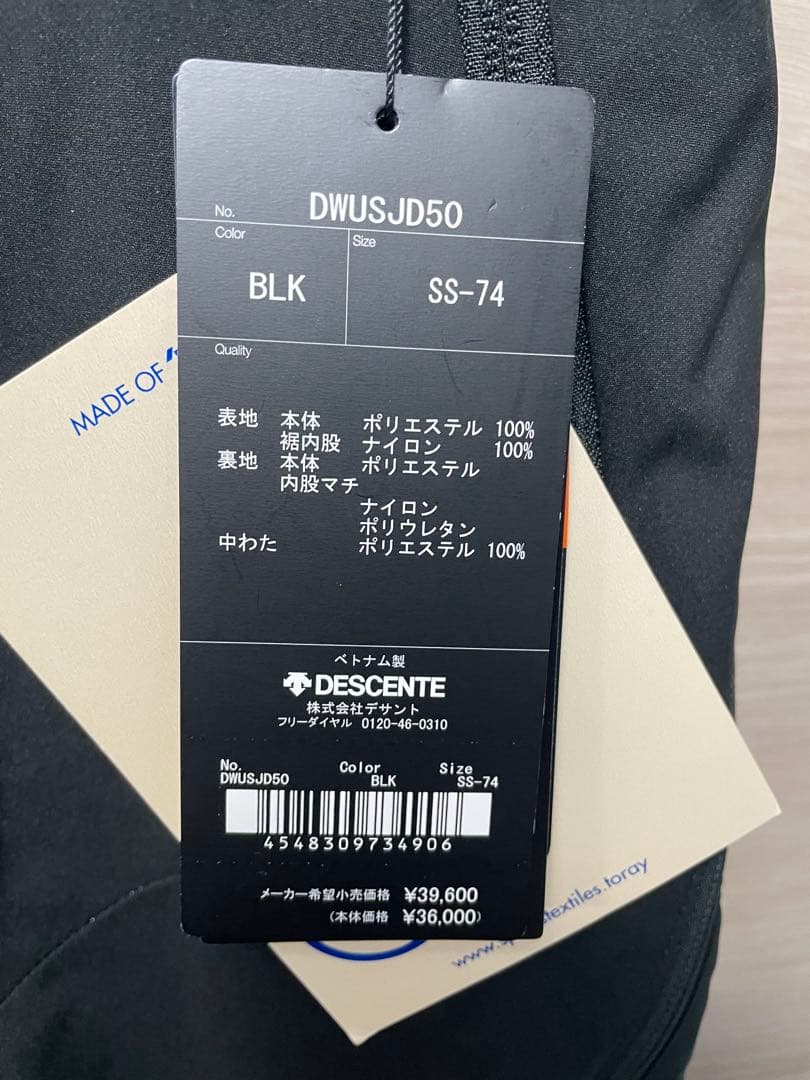 No. DWUSJD50
Color Size
BLK SS-74
Quality
MADE OF
表地 本体 ポリエステル 100%
裾内股 ナイロン 100%
裏地 本体 ポリエステル
内股マチ
ナイロン
ポリウレタン
中わた ポリエステル 100%
ベトナム製
DESCENTE
株式会社デサント
フリーダイヤル 0120-46-0310
No. Color Size
DWUSJD50 BLK SS-74
4548309734906
メーカー希望小売価格 ¥39,600
(本体価格 ¥36,000)